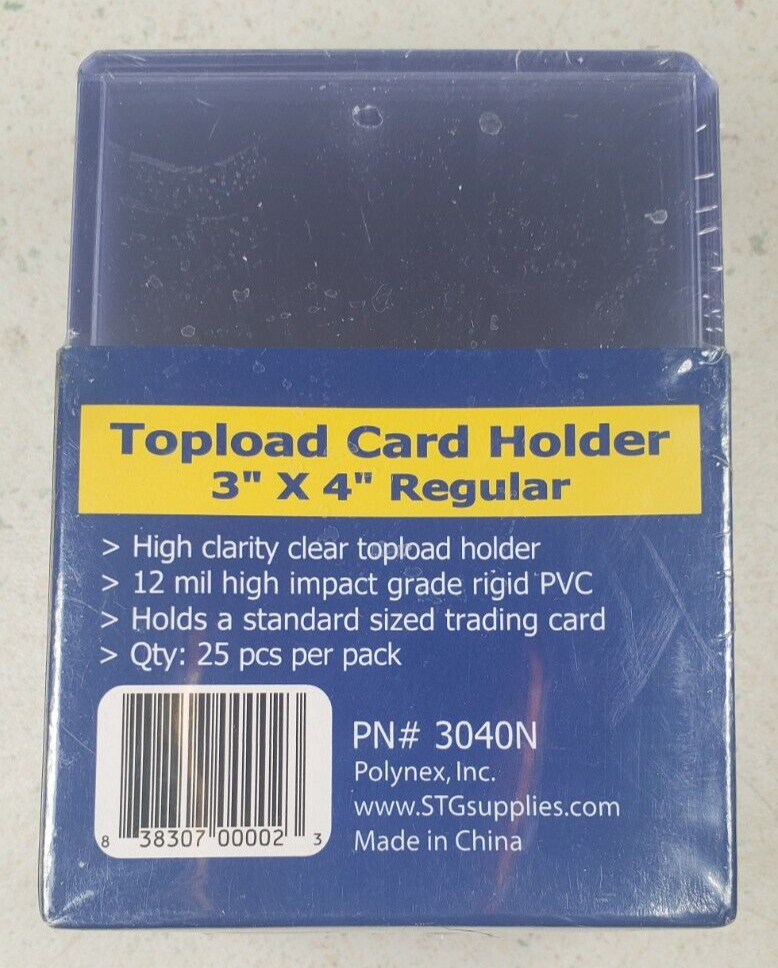 Topload Card Holder
3" X 4" Regular
> High clarity clear topload holder
> 12 mil high impact grade rigid PVC
> Holds a standard sized trading card
> Qty: 25 pcs per pack
PN# 3040N
Polynex, Inc.
www.STGsupplies.com
Made in China
8 38307 00002 3